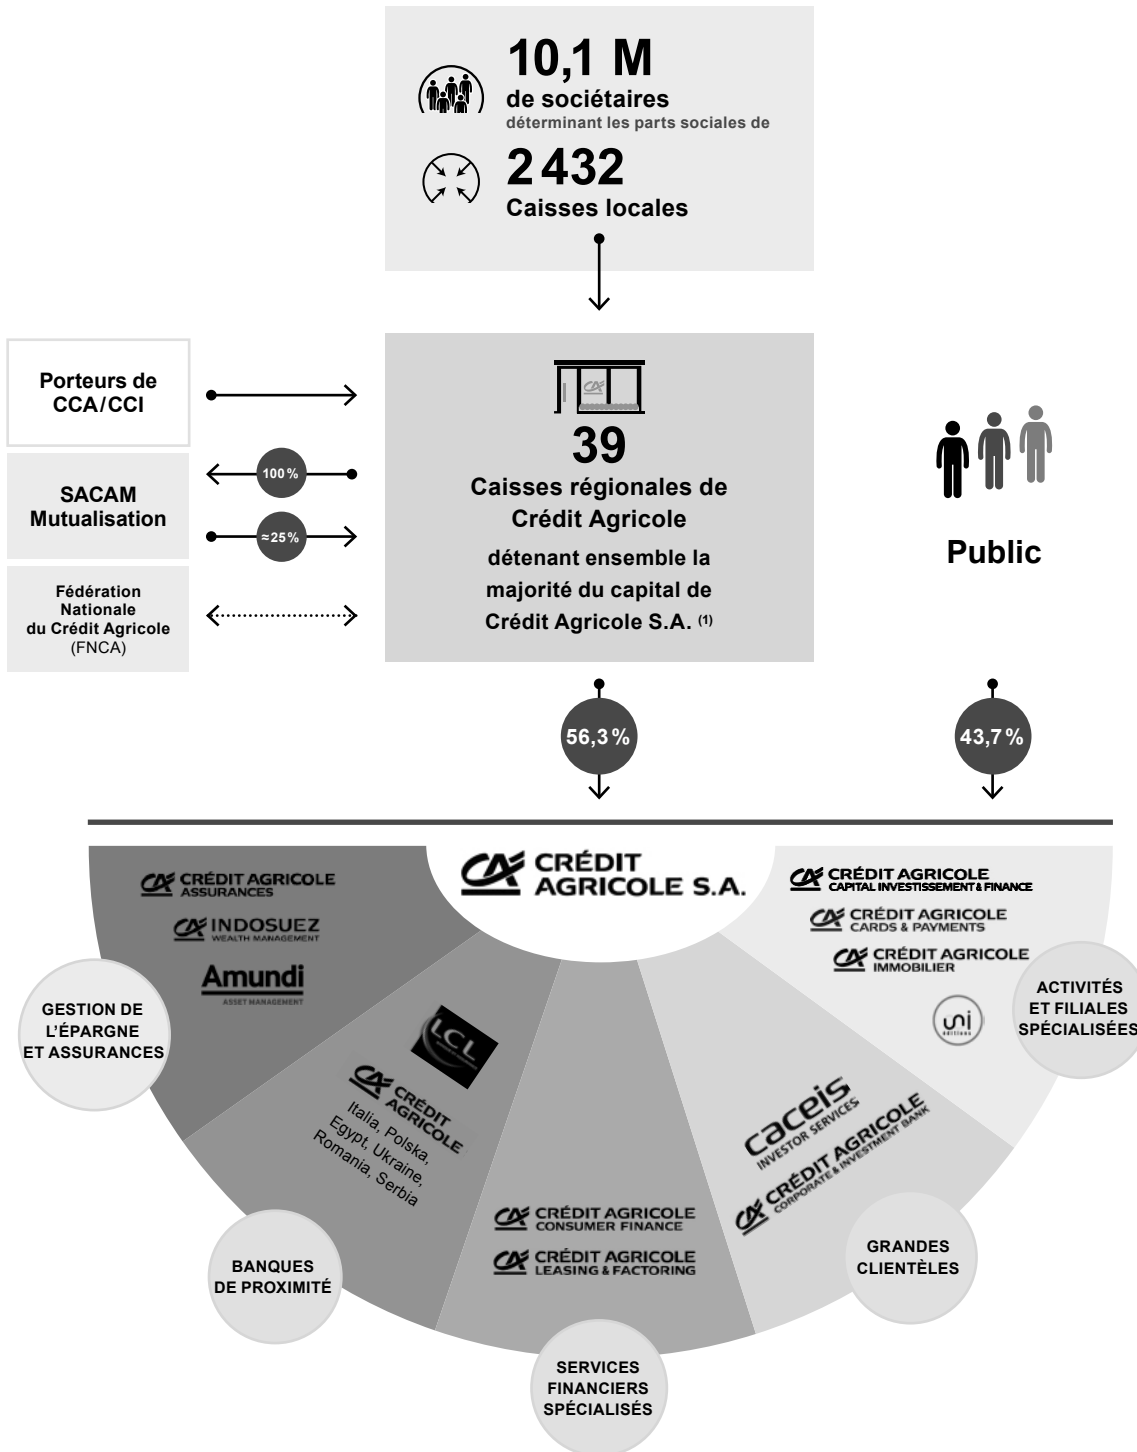 10,1 M
de sociétaires
déterminant les parts sociales de
2 432
Caisses locales
Porteurs de
CCA/CCI
SACAM
Mutualisation
Fédération
Nationale
du Crédit Agricole
(FNCA)
100 %
≈25 %
CA
39
Caisses régionales de
Crédit Agricole
détenant ensemble la
majorité du capital de
Crédit Agricole S.A. (1)
Public
56,3 %
43,7 %
CRÉDIT
AGRICOLE S.A.
CRÉDIT AGRICOLE
ASSURANCES
INDOSUEZ
WEALTH MANAGEMENT
Amundi
ASSET MANAGEMENT
GESTION DE
L'ÉPARGNE
ET ASSURANCES
LCL
CRÉDIT
AGRICOLE
Italia, Polska,
Egypt, Ukraine,
Romania, Serbia
BANQUES
DE PROXIMITÉ
CRÉDIT AGRICOLE
CONSUMER FINANCE
CRÉDIT AGRICOLE
LEASING & FACTORING
SERVICES
FINANCIERS
SPÉCIALISÉS
caceis
INVESTOR SERVICES
CRÉDIT AGRICOLE
CORPORATE & INVESTMENT BANK
GRANDES
CLIENTÈLES
CRÉDIT AGRICOLE
CAPITAL INVESTISSEMENT & FINANCE
CRÉDIT AGRICOLE
CARDS & PAYMENTS
CRÉDIT AGRICOLE
IMMOBILIER
uni
éditions
ACTIVITÉS
ET FILIALES
SPÉCIALISÉES